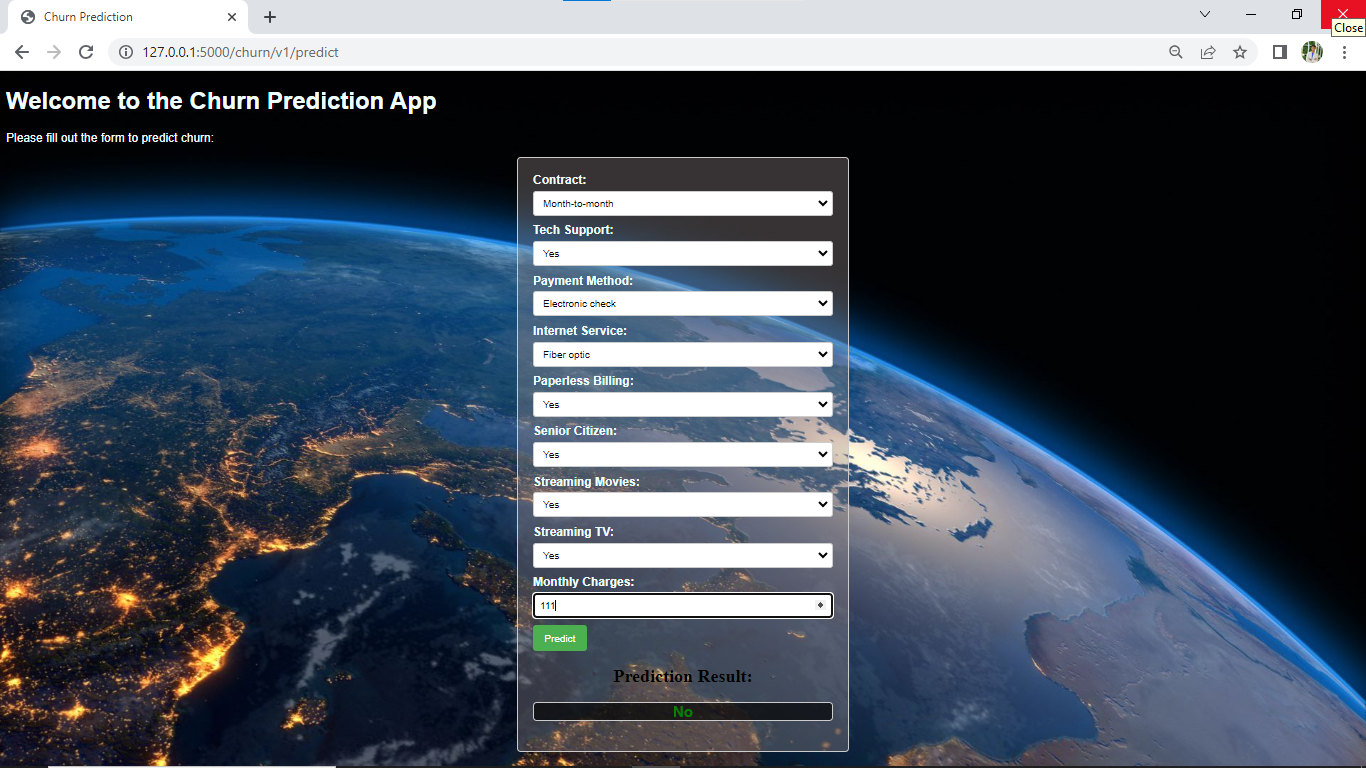 Churn Prediction
Close
127.0.0.1:5000/churn/v1/predict
Welcome to the Churn Prediction App
Please fill out the form to predict churn:
Contract:
Month-to-month
Tech Support:
Yes
Payment Method:
Electronic check
Internet Service:
Fiber optic
Paperless Billing:
Yes
Senior Citizen:
Yes
Streaming Movies:
Yes
Streaming TV:
Yes
Monthly Charges:
111
Predict
Prediction Result:
No